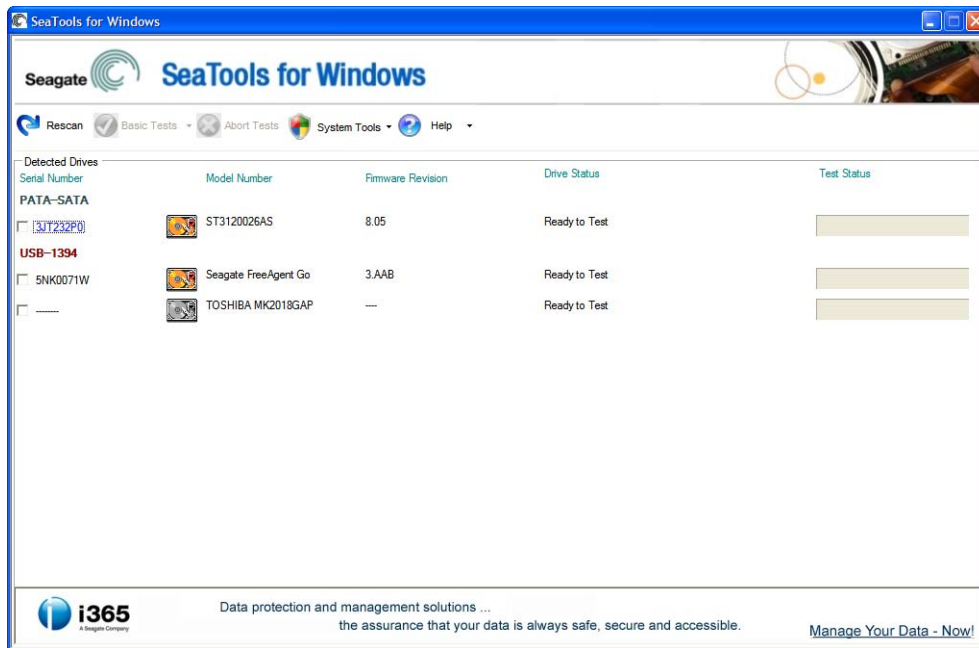 SeaTools for Windows
Seagate SeaTools for Windows
Rescan Basic Tests Abort Tests System Tools Help
Detected Drives
Serial Number Model Number Firmware Revision Drive Status Test Status
PATA-SATA
3JT232P0 ST3120026AS 8.05 Ready to Test
USB-1394
5NK0071W Seagate FreeAgent Go 3.AAB Ready to Test
------- TOSHIBA MK2018GAP ---- Ready to Test
i365 Data protection and management solutions ...
A Seagate Company the assurance that your data is always safe, secure and accessible.
Manage Your Data - Now!